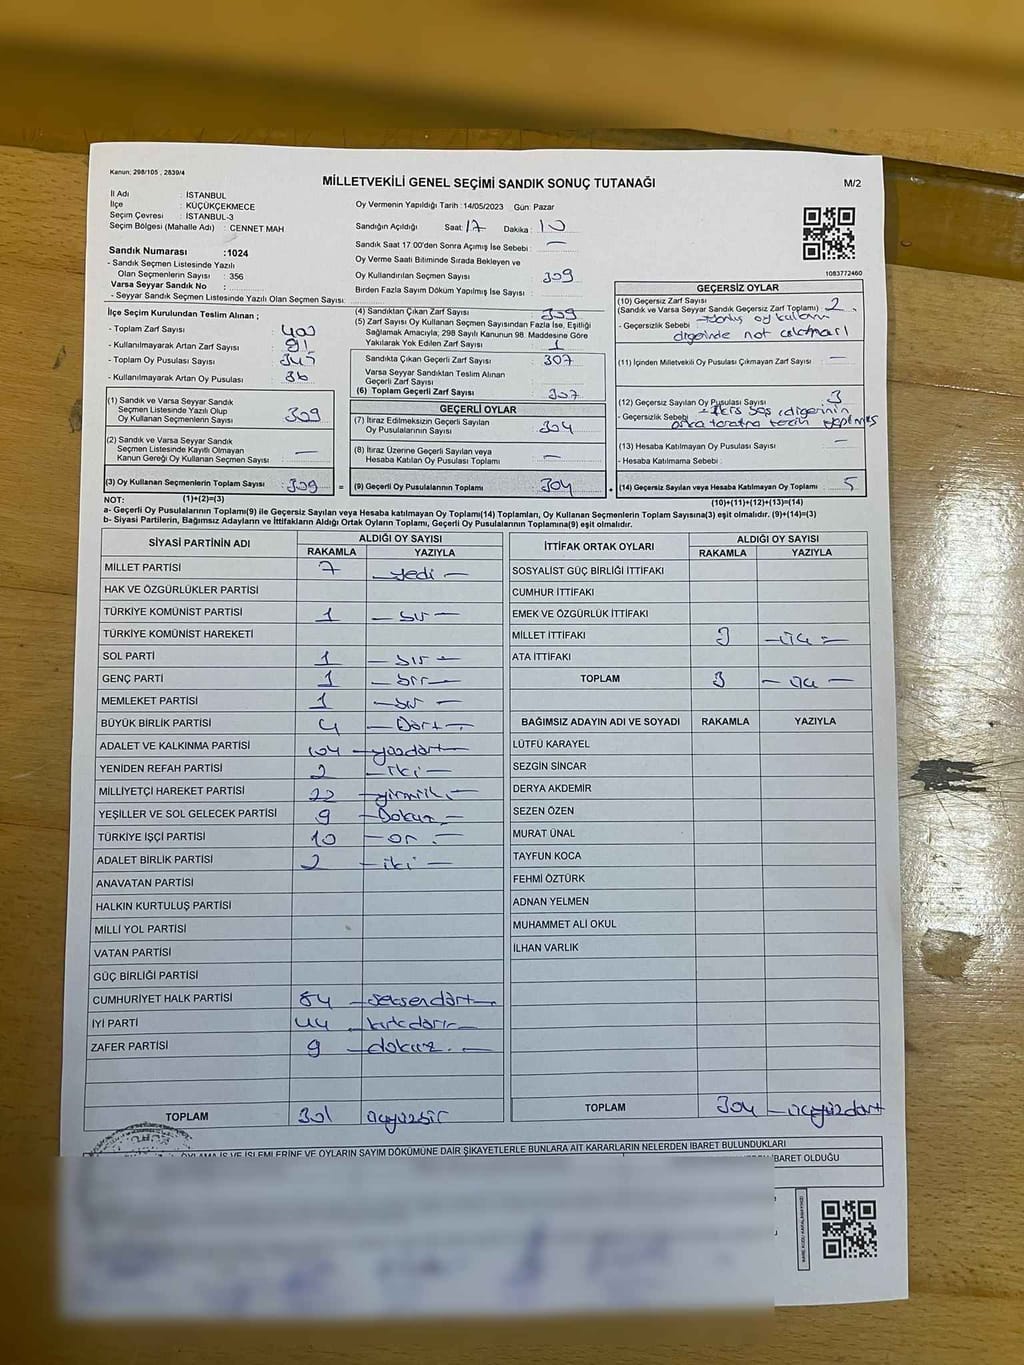 Kanun: 298/105 , 2839/4
MİLLETVEKİLİ GENEL SEÇİMİ SANDIK SONUÇ TUTANAĞI
M/2
İl Adı : İSTANBUL
İlçe : KÜÇÜKÇEKMECE
Seçim Çevresi : İSTANBUL-3
Seçim Bölgesi (Mahalle Adı) : CENNET MAH
Sandık Numarası :1024
- Sandık Seçmen Listesinde Yazılı
Olan Seçmenlerin Sayısı : 356
Varsa Seyyar Sandık No :
- Seyyar Sandık Seçmen Listesinde Yazılı Olan Seçmen Sayısı:
Oy Vermenin Yapıldığı Tarih :14/05/2023 Gün: Pazar
Sandığın Açıldığı Saat: 17 Dakika: 10
Sandık Saat 17.00'den Sonra Açımış İse Sebebi : —
Oy Verme Saati Bitiminde Sırada Bekleyen ve
Oy Kullandırılan Seçmen Sayısı : 309
Birden Fazla Sayım Döküm Yapılmış İse Sayısı :
1083772460
İlçe Seçim Kurulundan Teslim Alınan ;
- Toplam Zarf Sayısı : 400
- Kullanılmayarak Artan Zarf Sayısı : 91
- Toplam Oy Pusulası Sayısı : 345
- Kullanılmayarak Artan Oy Pusulası : 36
(1) Sandık ve Varsa Seyyar Sandık
Seçmen Listesinde Yazılı Olup
Oy Kullanan Seçmenlerin Sayısı : 309
(2) Sandık ve Varsa Seyyar Sandık
Seçmen Listesinde Kayıtlı Olmayan
Kanun Gereği Oy Kullanan Seçmen Sayısı : —
(3) Oy Kullanan Seçmenlerin Toplam Sayısı : 309 =
(4) Sandıktan Çıkan Zarf Sayısı : 309
(5) Zarf Sayısı Oy Kullanan Seçmen Sayısından Fazla İse, Eşitliği
Sağlamak Amacıyla, 298 Sayılı Kanunun 98. Maddesine Göre
Yakılarak Yok Edilen Zarf Sayısı : 1
Sandıkta Çıkan Geçerli Zarf Sayısı : 307
Varsa Seyyar Sandıktan Teslim Alınan
Geçerli Zarf Sayısı
(6) Toplam Geçerli Zarf Sayısı : 307
GEÇERLİ OYLAR
(7) İtiraz Edilmeksizin Geçerli Sayılan
Oy Pusulalarının Sayısı : 304
(8) İtiraz Üzerine Geçerli Sayılan veya
Hesaba Katılan Oy Pusulası Toplamı : —
(9) Geçerli Oy Pusulalarının Toplamı : 304 +
GEÇERSİZ OYLAR
(10) Geçersiz Zarf Sayısı
(Sandık ve Varsa Seyyar Sandık Geçersiz Zarf Toplamı) : 2
- Geçersizlik Sebebi : oy kullanım
diğerinde not
(11) İçinden Milletvekili Oy Pusulası Çıkmayan Zarf Sayısı : —
(12) Geçersiz Sayılan Oy Pusulası Sayısı : 3
- Geçersizlik Sebebi : boş diğerinin
arka tarafına
(13) Hesaba Katılmayan Oy Pusulası Sayısı : —
- Hesaba Katılmama Sebebi :
(14) Geçersiz Sayılan veya Hesaba Katılmayan Oy Toplamı : 5
NOT: (1)+(2)=(3)
(10)+(11)+(12)+(13)=(14)
a- Geçerli Oy Pusulalarının Toplamı(9) ile Geçersiz Sayılan veya Hesaba katılmayan Oy Toplamı(14) Toplamları, Oy Kullanan Seçmenlerin Toplam Sayısına(3) eşit olmalıdır. (9)+(14)=(3)
b- Siyasi Partilerin, Bağımsız Adayların ve İttifakların Aldığı Ortak Oyların Toplamı, Geçerli Oy Pusulalarının Toplamına(9) eşit olmalıdır.
SİYASİ PARTİNİN ADI ALDIĞI OY SAYISI
RAKAMLA YAZIYLA
MİLLET PARTİSİ 7 yedi —
HAK VE ÖZGÜRLÜKLER PARTİSİ
TÜRKİYE KOMÜNİST PARTİSİ 1 — bir —
TÜRKİYE KOMÜNİST HAREKETİ
SOL PARTİ 1 — bir —
GENÇ PARTİ 1 — bir —
MEMLEKET PARTİSİ 1 — bir —
BÜYÜK BİRLİK PARTİSİ 4 — Dört —
ADALET VE KALKINMA PARTİSİ 104 — yüzdört —
YENİDEN REFAH PARTİSİ 2 — iki —
MİLLİYETÇİ HAREKET PARTİSİ 22 — yirmiiki —
YEŞİLLER VE SOL GELECEK PARTİSİ 9 — Dokuz —
TÜRKİYE İŞÇİ PARTİSİ 10 — on —
ADALET BİRLİK PARTİSİ 2 — iki —
ANAVATAN PARTİSİ
HALKIN KURTULUŞ PARTİSİ
MİLLİ YOL PARTİSİ
VATAN PARTİSİ
GÜÇ BİRLİĞİ PARTİSİ
CUMHURİYET HALK PARTİSİ 84 — seksendört —
İYİ PARTİ 44 — kırkdört —
ZAFER PARTİSİ 9 — dokuz —
TOPLAM 301 üçyüzbir
İTTİFAK ORTAK OYLARI ALDIĞI OY SAYISI
RAKAMLA YAZIYLA
SOSYALİST GÜÇ BİRLİĞİ İTTİFAKI
CUMHUR İTTİFAKI
EMEK VE ÖZGÜRLÜK İTTİFAKI
MİLLET İTTİFAKI 3 — üç —
ATA İTTİFAKI
TOPLAM 3 — üç —
BAĞIMSIZ ADAYIN ADI VE SOYADI RAKAMLA YAZIYLA
LÜTFÜ KARAYEL
SEZGİN SİNCAR
DERYA AKDEMİR
SEZEN ÖZEN
MURAT ÜNAL
TAYFUN KOCA
FEHMİ ÖZTÜRK
ADNAN YELMEN
MUHAMMET ALİ OKUL
İLHAN VARLIK
TOPLAM 304 — üçyüzdört
OYLAMA İŞ VE İŞLEMLERİNE VE OYLARIN SAYIM DÖKÜMÜNE DAİR ŞİKAYETLERLE BUNLARA AİT KARARLARIN NELERDEN İBARET BULUNDUKLARI
İBARET OLDUĞU